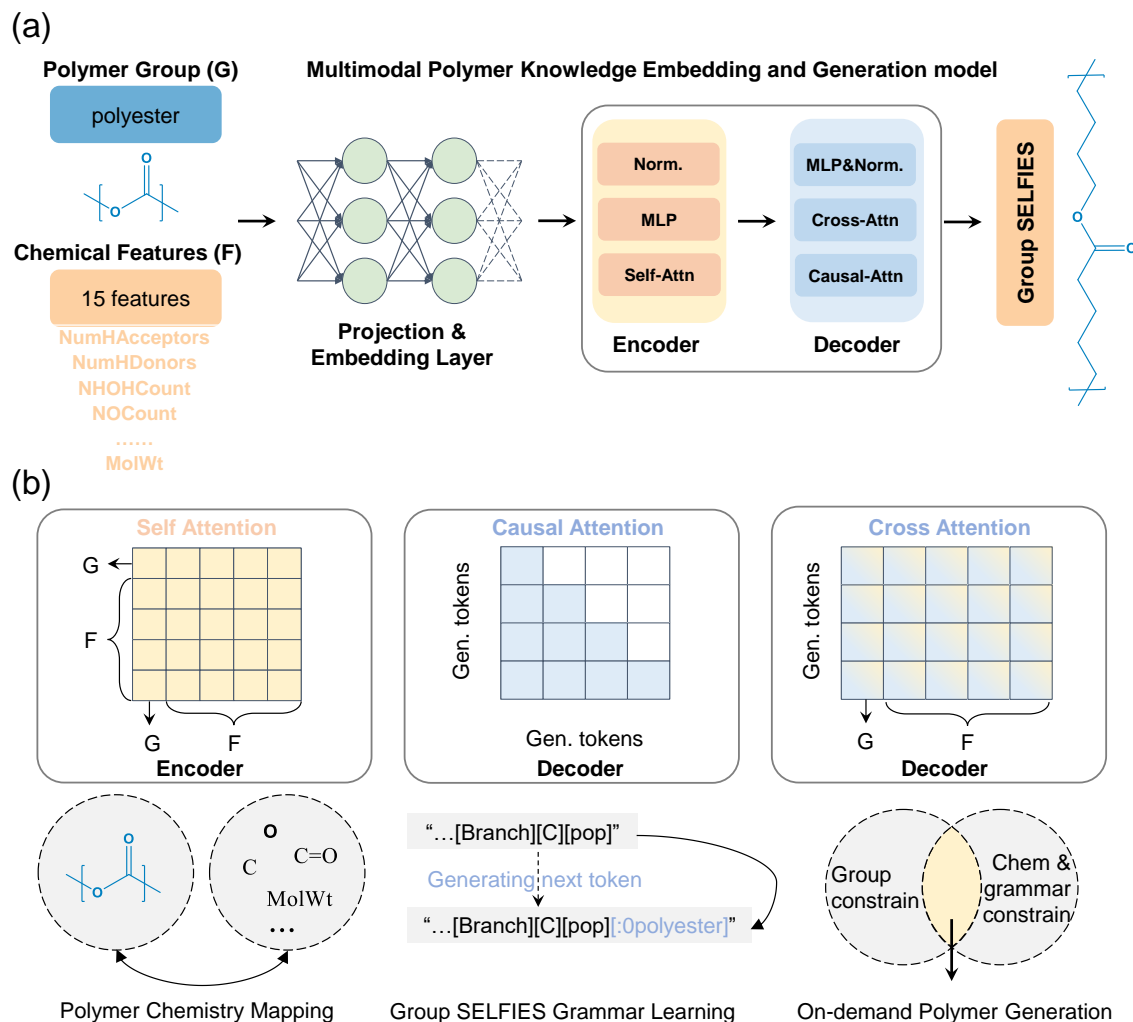 (a)
Polymer Group (G)
Multimodal Polymer Knowledge Embedding and Generation model
polyester
O
O
Chemical Features (F)
15 features
NumHAcceptors
NumHDonors
NHOHCount
NOCount
......
MolWt
Projection &
Embedding Layer
Norm.
MLP
Self-Attn
Encoder
MLP&Norm.
Cross-Attn
Causal-Attn
Decoder
Group SELFIES
O
O
(b)
Self Attention
G
F
G
F
Encoder
Causal Attention
Gen. tokens
Gen. tokens
Decoder
Cross Attention
Gen. tokens
G
F
Decoder
O
O
O
C
C=O
MolWt
...
Polymer Chemistry Mapping
“...[Branch][C][pop]”
Generating next token
“...[Branch][C][pop][:0polyester]”
Group SELFIES Grammar Learning
Group
constrain
Chem &
grammar
constrain
On-demand Polymer Generation